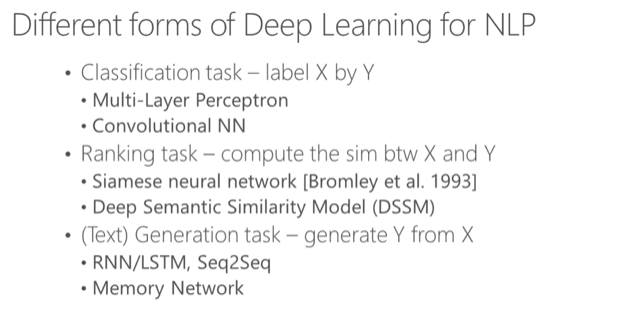 Different forms of Deep Learning for NLP
• Classification task – label X by Y
• Multi-Layer Perceptron
• Convolutional NN
• Ranking task – compute the sim btw X and Y
• Siamese neural network [Bromley et al. 1993]
• Deep Semantic Similarity Model (DSSM)
• (Text) Generation task – generate Y from X
• RNN/LSTM, Seq2Seq
• Memory Network